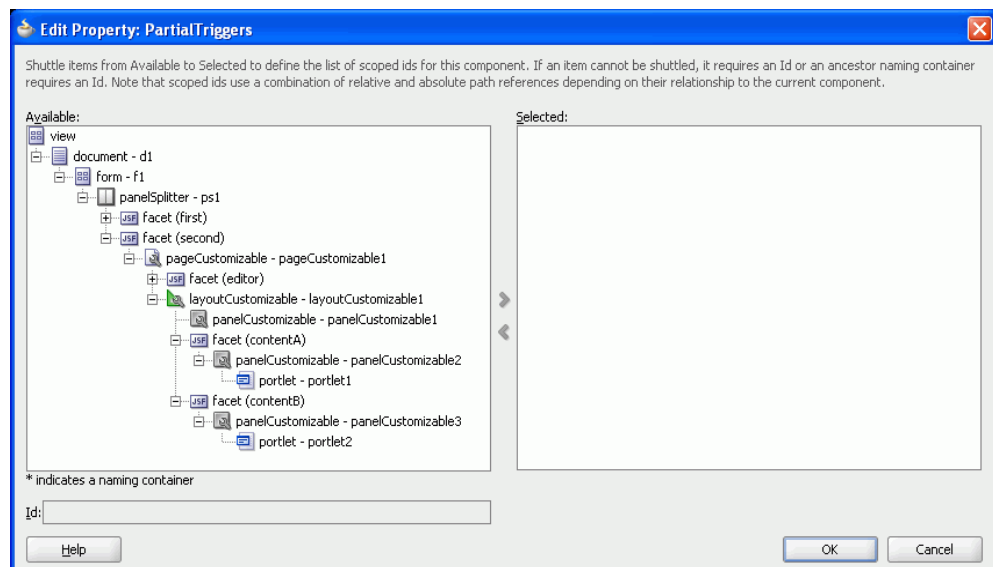 Edit Property: PartialTriggers
Shuttle items from Available to Selected to define the list of scoped ids for this component. If an item cannot be shuttled, it requires an Id or an ancestor naming container
requires an Id. Note that scoped ids use a combination of relative and absolute path references depending on their relationship to the current component.
Available:
Selected:
view
document - d1
form - f1
panelSplitter - ps1
JSF facet (first)
JSF facet (second)
pageCustomizable - pageCustomizable1
JSF facet (editor)
layoutCustomizable - layoutCustomizable1
panelCustomizable - panelCustomizable1
JSF facet (contentA)
panelCustomizable - panelCustomizable2
portlet - portlet1
JSF facet (contentB)
panelCustomizable - panelCustomizable3
portlet - portlet2
* indicates a naming container
Id:
Help
OK
Cancel